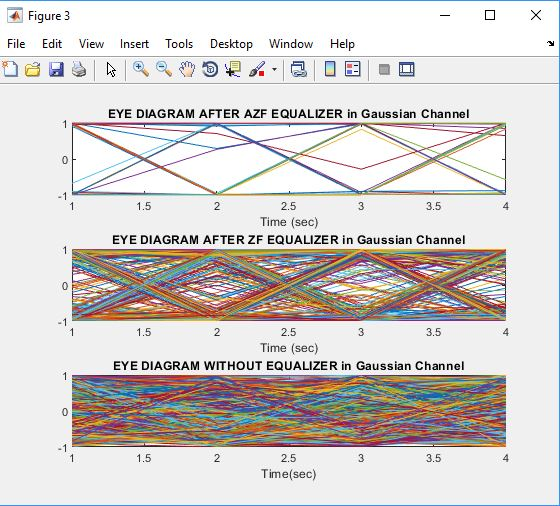 Figure 3
File Edit View Insert Tools Desktop Window Help
EYE DIAGRAM AFTER AZF EQUALIZER in Gaussian Channel
1
0
-1
1 1.5 2 2.5 3 3.5 4
Time (sec)
EYE DIAGRAM AFTER ZF EQUALIZER in Gaussian Channel
1
0
-1
1 1.5 2 2.5 3 3.5 4
Time (sec)
EYE DIAGRAM WITHOUT EQUALIZER in Gaussian Channel
1
0
-1
1 1.5 2 2.5 3 3.5 4
Time(sec)